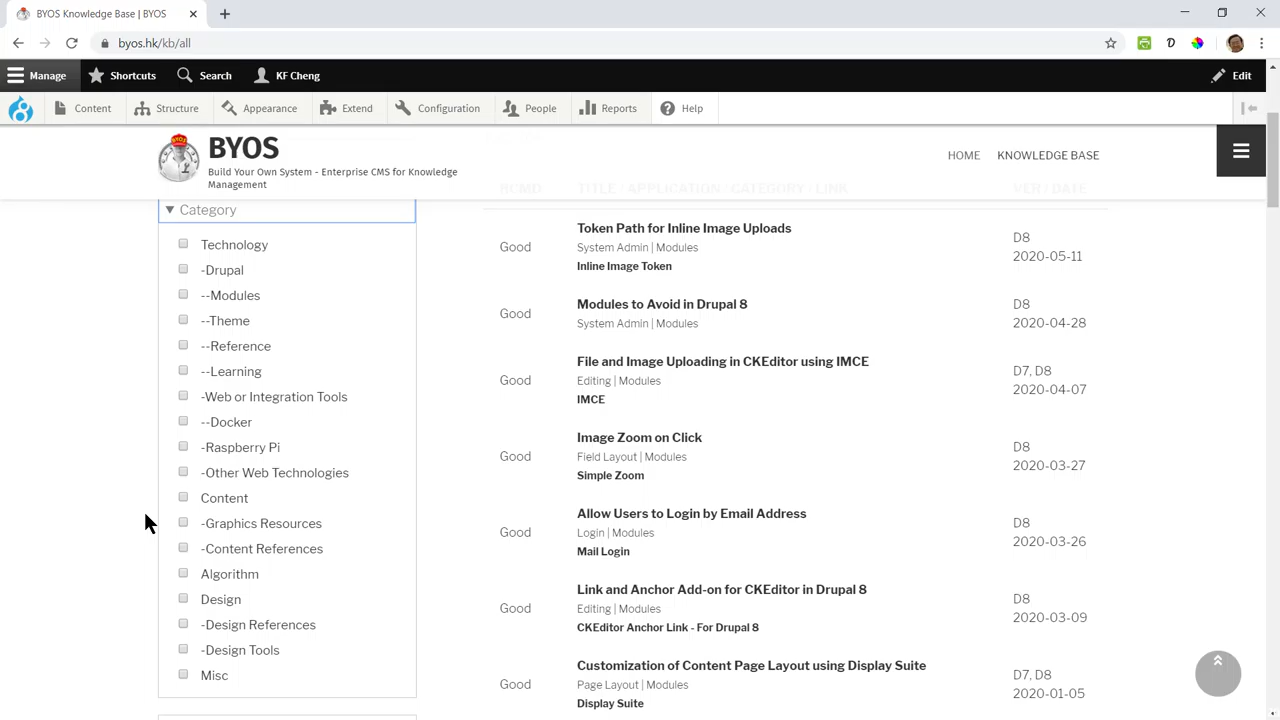 BYOS Knowledge Base | BYOS
byos.hk/kb/all
Manage
Shortcuts
Search
KF Cheng
Edit
Content
Structure
Appearance
Extend
Configuration
People
Reports
Help
BYOS
Build Your Own System - Enterprise CMS for Knowledge
Management
HOME
KNOWLEDGE BASE
RCMD
TITLE / APPLICATION / CATEGORY / LINK
VER / DATE
Category
Technology
-Drupal
--Modules
--Theme
--Reference
--Learning
-Web or Integration Tools
--Docker
-Raspberry Pi
-Other Web Technologies
Content
-Graphics Resources
-Content References
Algorithm
Design
-Design References
-Design Tools
Misc
Good
Token Path for Inline Image Uploads
System Admin | Modules
Inline Image Token
D8
2020-05-11
Good
Modules to Avoid in Drupal 8
System Admin | Modules
D8
2020-04-28
Good
File and Image Uploading in CKEditor using IMCE
Editing | Modules
IMCE
D7, D8
2020-04-07
Good
Image Zoom on Click
Field Layout | Modules
Simple Zoom
D8
2020-03-27
Good
Allow Users to Login by Email Address
Login | Modules
Mail Login
D8
2020-03-26
Good
Link and Anchor Add-on for CKEditor in Drupal 8
Editing | Modules
CKEditor Anchor Link - For Drupal 8
D8
2020-03-09
Good
Customization of Content Page Layout using Display Suite
Page Layout | Modules
Display Suite
D7, D8
2020-01-05